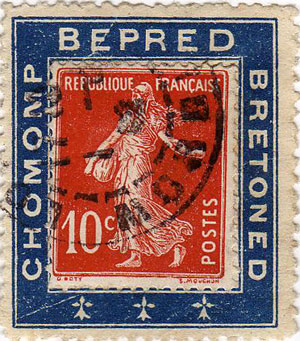 BEPRED
CHOMOMP
BRETONED
REPUBLIQUE FRANÇAISE
10c
POSTES
O. ROTY
E. MOUCHON